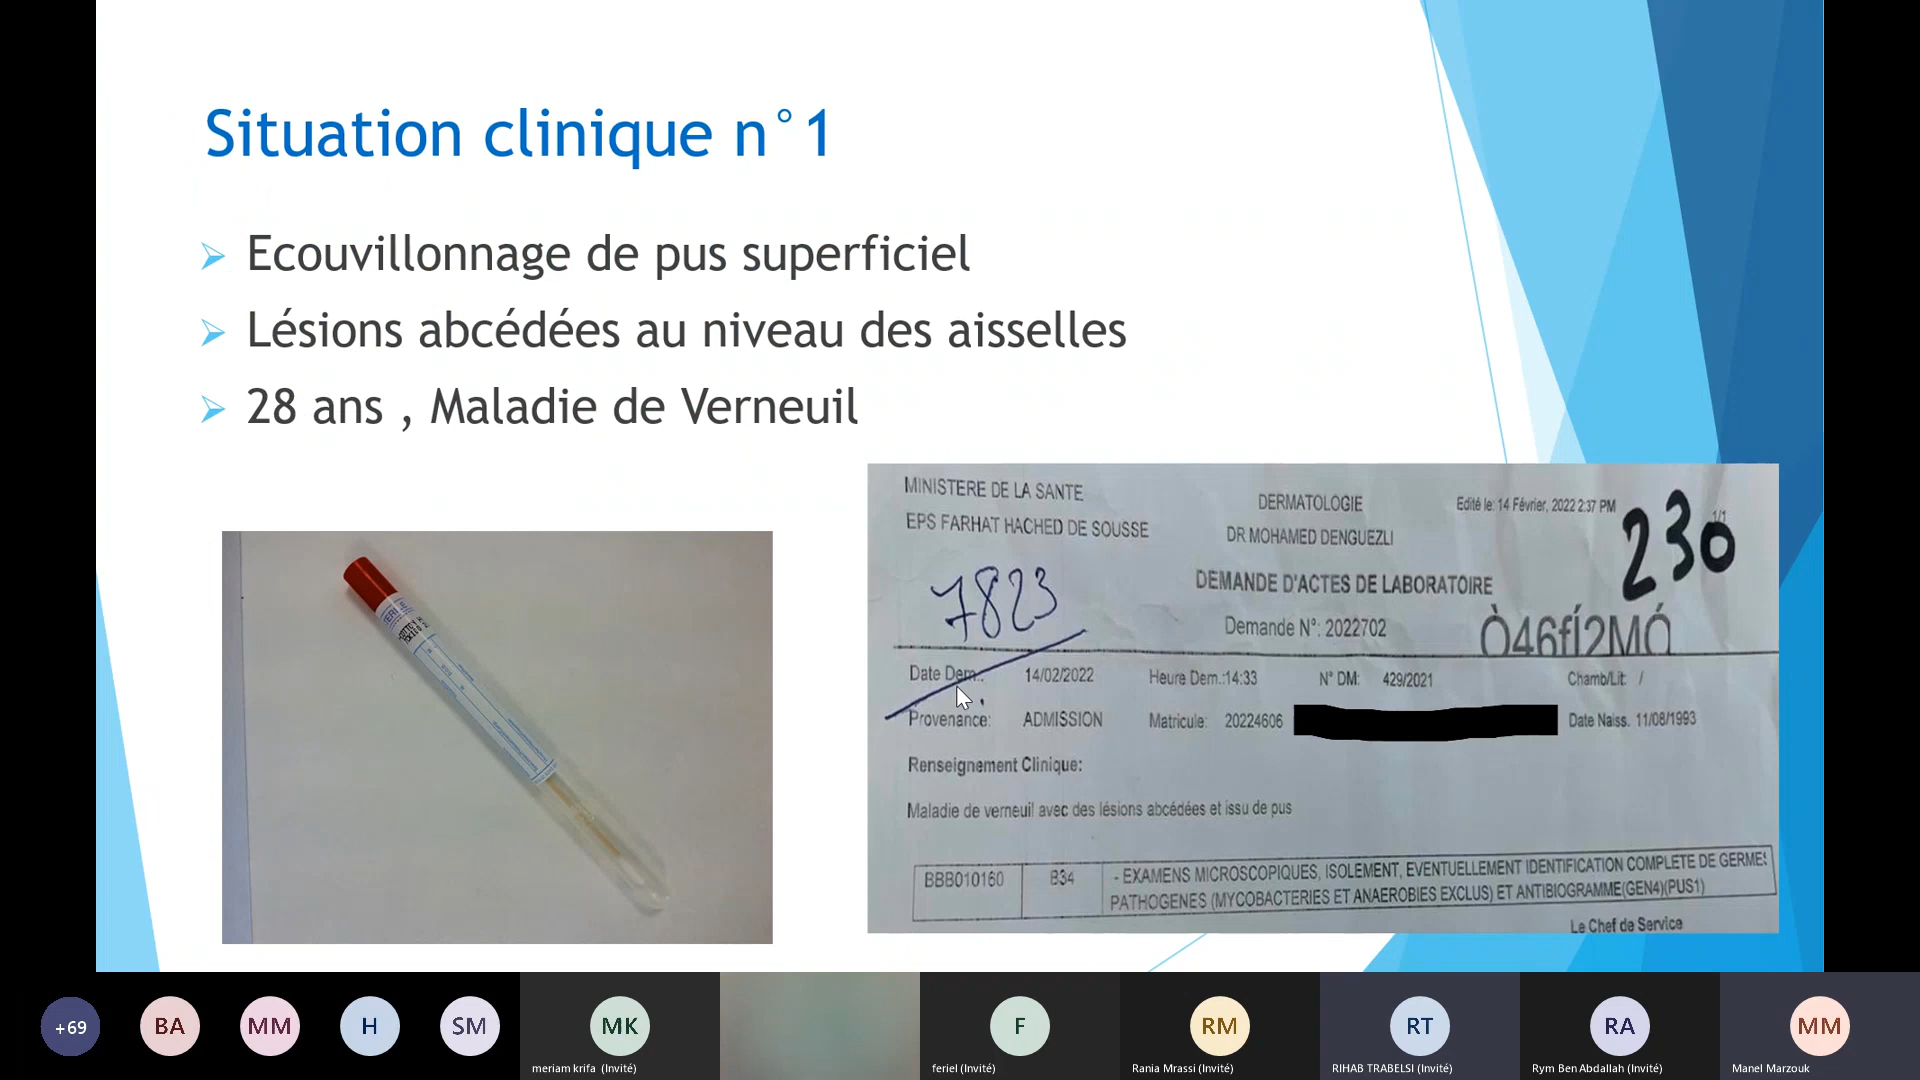 Situation clinique n°1
Ecouvillonnage de pus superficiel
Lésions abcédées au niveau des aisselles
28 ans , Maladie de Verneuil
MINISTERE DE LA SANTE
EPS FARHAT HACHED DE SOUSSE
DERMATOLOGIE
DR MOHAMED DENGUEZLI
Edité le: 14 Février, 2022 2:37 PM
1/1
230
7823
DEMANDE D'ACTES DE LABORATOIRE
Demande N°: 2022702
Ò46fÍ2MÓ
Date Dem.: 14/02/2022 Heure Dem.:14:33 N° DM: 429/2021 Chamb/Lit: /
Provenance: ADMISSION Matricule: 20224606 Date Naiss. 11/08/1993
Renseignement Clinique:
Maladie de verneuil avec des lésions abcédées et issu de pus
BBB010160 B34 - EXAMENS MICROSCOPIQUES, ISOLEMENT, EVENTUELLEMENT IDENTIFICATION COMPLETE DE GERMES
PATHOGENES (MYCOBACTERIES ET ANAEROBIES EXCLUS) ET ANTIBIOGRAMME(GEN4)(PUS1)
Le Chef de Service
+69 BA MM H SM MK F RM RT RA MM
meriam krifa (Invité) feriel (Invité) Rania Mrassi (Invité) RIHAB TRABELSI (Invité) Rym Ben Abdallah (Invité) Manel Marzouk